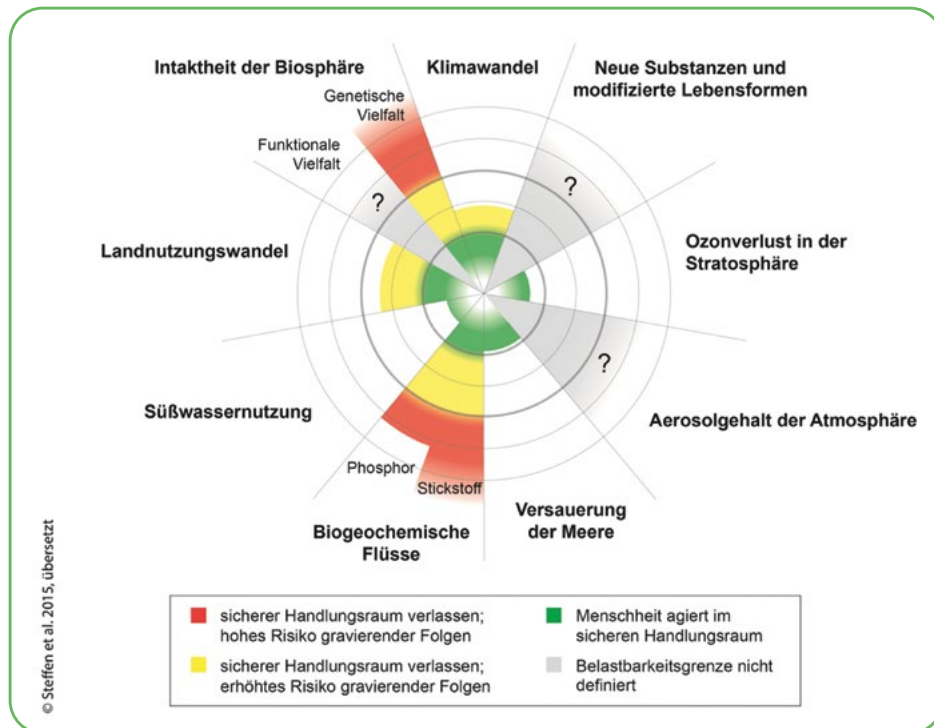 Intaktheit der Biosphäre
Klimawandel
Neue Substanzen und
modifizierte Lebensformen
Genetische
Vielfalt
Funktionale
Vielfalt
?
?
Landnutzungswandel
Ozonverlust in der
Stratosphäre
?
Süßwassernutzung
Aerosolgehalt der Atmosphäre
Phosphor
Stickstoff
Biogeochemische
Flüsse
Versauerung
der Meere
sicherer Handlungsraum verlassen;
hohes Risiko gravierender Folgen
sicherer Handlungsraum verlassen;
erhöhtes Risiko gravierender Folgen
Menschheit agiert im
sicheren Handlungsraum
Belastbarkeitsgrenze nicht
definiert
© Steffen et al. 2015, übersetzt